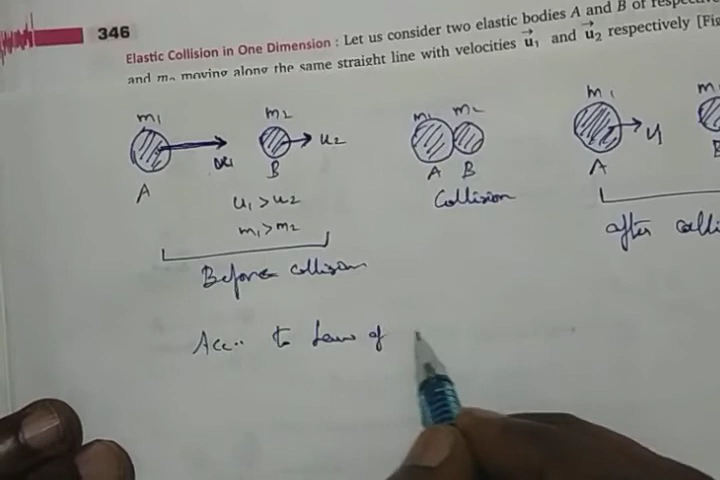 346
Elastic Collision in One Dimension : Let us consider two elastic bodies A and B of
and m₂ moving along the same straight line with velocities u⃗₁ and u⃗₂ respectively [Fig
m₁ m₂ m₁ m₂ m₁ m
u₂
A B A B A B
u₁ > u₂ Collision
m₁ > m₂
after colli
Before collision
Acc.. to Law of